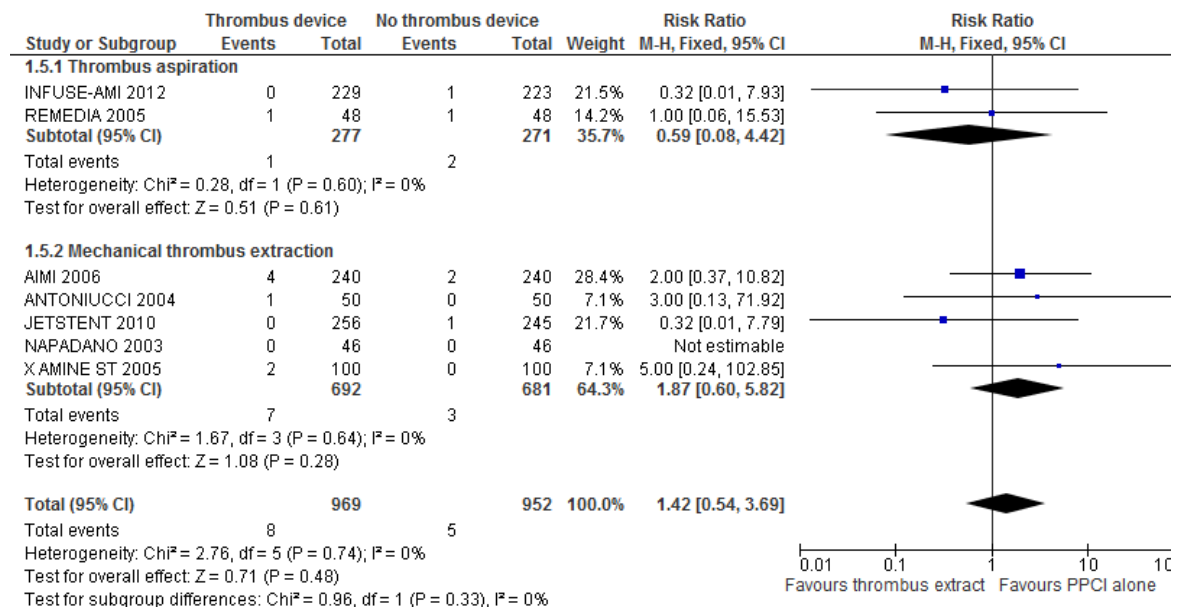 Thrombus device No thrombus device Risk Ratio Risk Ratio
Study or Subgroup Events Total Events Total Weight M-H, Fixed, 95% CI M-H, Fixed, 95% CI
1.5.1 Thrombus aspiration
INFUSE-AMI 2012 0 229 1 223 21.5% 0.32 [0.01, 7.93]
REMEDIA 2005 1 48 1 48 14.2% 1.00 [0.06, 15.53]
Subtotal (95% CI) 277 271 35.7% 0.59 [0.08, 4.42]
Total events 1 2
Heterogeneity: Chi² = 0.28, df = 1 (P = 0.60); I² = 0%
Test for overall effect: Z = 0.51 (P = 0.61)
1.5.2 Mechanical thrombus extraction
AIMI 2006 4 240 2 240 28.4% 2.00 [0.37, 10.82]
ANTONIUCCI 2004 1 50 0 50 7.1% 3.00 [0.13, 71.92]
JETSTENT 2010 0 256 1 245 21.7% 0.32 [0.01, 7.79]
NAPADANO 2003 0 46 0 46 Not estimable
X AMINE ST 2005 2 100 0 100 7.1% 5.00 [0.24, 102.85]
Subtotal (95% CI) 692 681 64.3% 1.87 [0.60, 5.82]
Total events 7 3
Heterogeneity: Chi² = 1.67, df = 3 (P = 0.64); I² = 0%
Test for overall effect: Z = 1.08 (P = 0.28)
Total (95% CI) 969 952 100.0% 1.42 [0.54, 3.69]
Total events 8 5
Heterogeneity: Chi² = 2.76, df = 5 (P = 0.74); I² = 0%
Test for overall effect: Z = 0.71 (P = 0.48)
Test for subgroup differences: Chi² = 0.96, df = 1 (P = 0.33), I² = 0%
0.01 0.1 1 10 10
Favours thrombus extract Favours PPCI alone